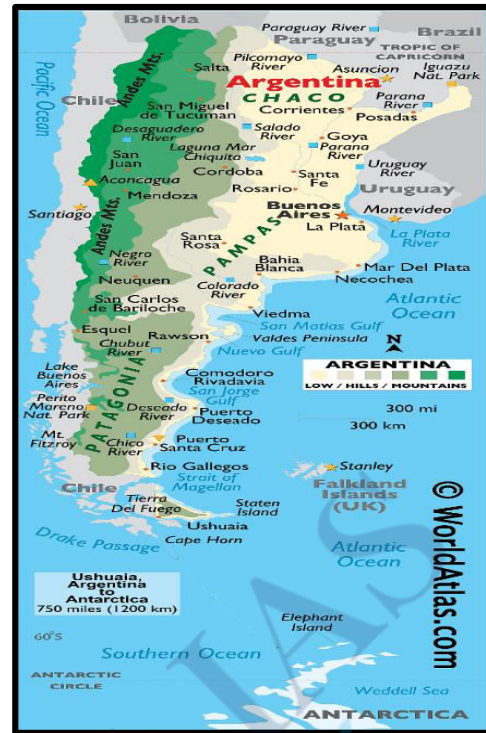 Bolivia
Paraguay River
Brazil
Paraguay
Pilcomayo
River
TROPIC OF
CAPRICORN
Pacific Ocean
Andes Mts.
Salta
Argentina
Asuncion
Iguazu
Nat. Park
Chile
CHACO
Parana
River
San Miguel
de Tucuman
Corrientes
Posadas
Desaguadero
River
Salado
River
Goya
Parana
River
Laguna Mar
Chiquita
San
Juan
Cordoba
Santa
Fe
Uruguay
River
Aconcagua
Mendoza
Rosario
Uruguay
Santiago
Andes Mts.
Buenos
Aires
Montevideo
La Plata
La Plata
River
Santa
Rosa
PAMPAS
Negro
River
Bahia
Blanca
Mar Del Plata
Neuquen
Colorado
River
Necochea
Atlantic
Ocean
San Carlos
de Bariloche
Viedma
San Matias Gulf
Valdes Peninsula
Esquel
Rawson
Chubut
River
Nuevo Gulf
N
ARGENTINA
LOW / HILLS / MOUNTAINS
Lake
Buenos
Aires
Comodoro
Rivadavia
San Jorge
Gulf
Perito
Moreno
Nat. Park
PATAGONIA
Deseado
River
Puerto
Deseado
300 mi
300 km
Mt.
Fitzroy
Chico
River
Puerto
Santa Cruz
Rio Gallegos
Stanley
Chile
Strait of
Magellan
Falkland
Islands
(UK)
Tierra
Del Fuego
Staten
Island
Ushuaia
Cape Horn
Drake Passage
Atlantic
Ocean
© WorldAtlas.com
Ushuaia,
Argentina
to
Antarctica
750 miles (1200 km)
Elephant
Island
60°S
Southern Ocean
ANTARCTIC
CIRCLE
Weddell Sea
ANTARCTICA
IAS